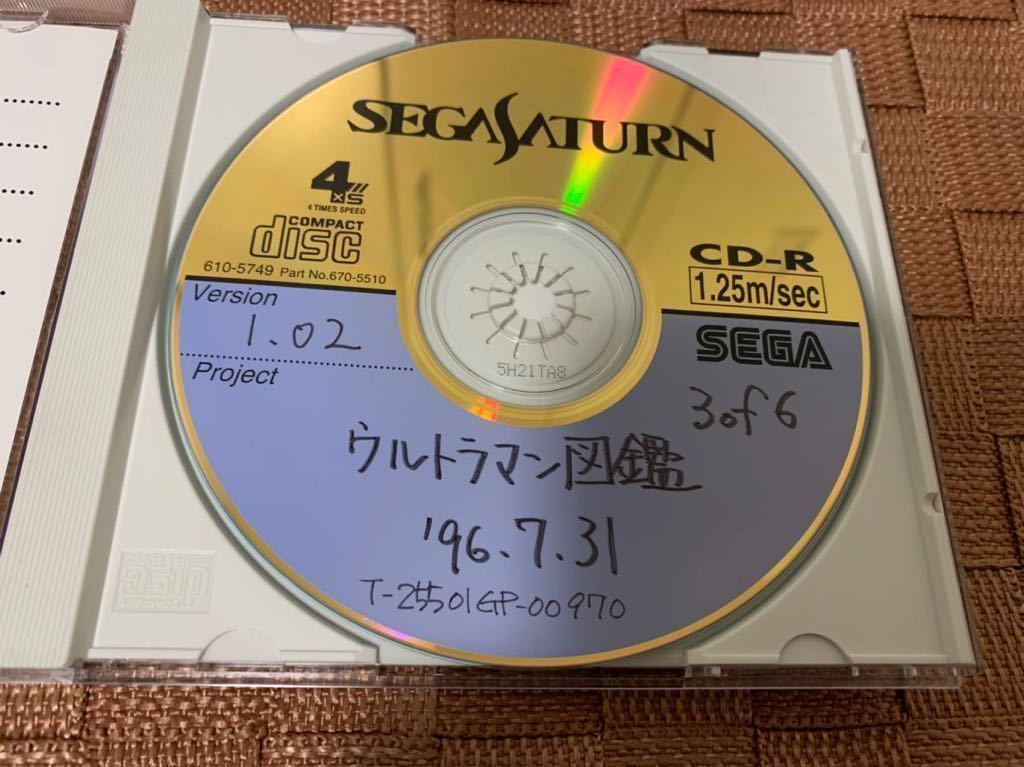 SEGA SATURN
4xS
4 TIMES SPEED
COMPACT
disc
610-5749 Part No.670-5510
CD-R
1.25m/sec
SEGA
Version
1.02
Project
5H21TA8
3 of 6
ウルトラマン図鑑
'96.7.31
T-25501GP-00970